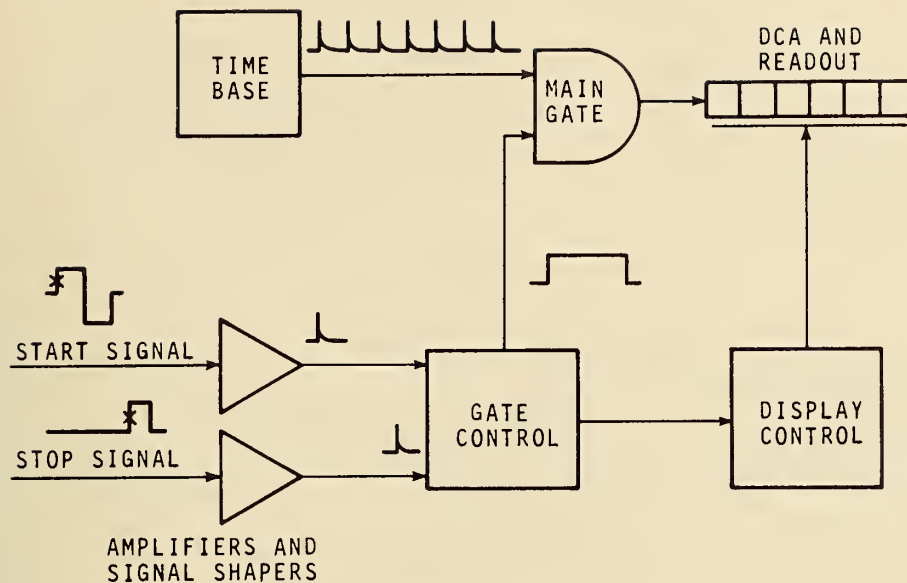 TIME
BASE
MAIN
GATE
DCA AND
READOUT
START SIGNAL
STOP SIGNAL
GATE
CONTROL
DISPLAY
CONTROL
AMPLIFIERS AND
SIGNAL SHAPERS